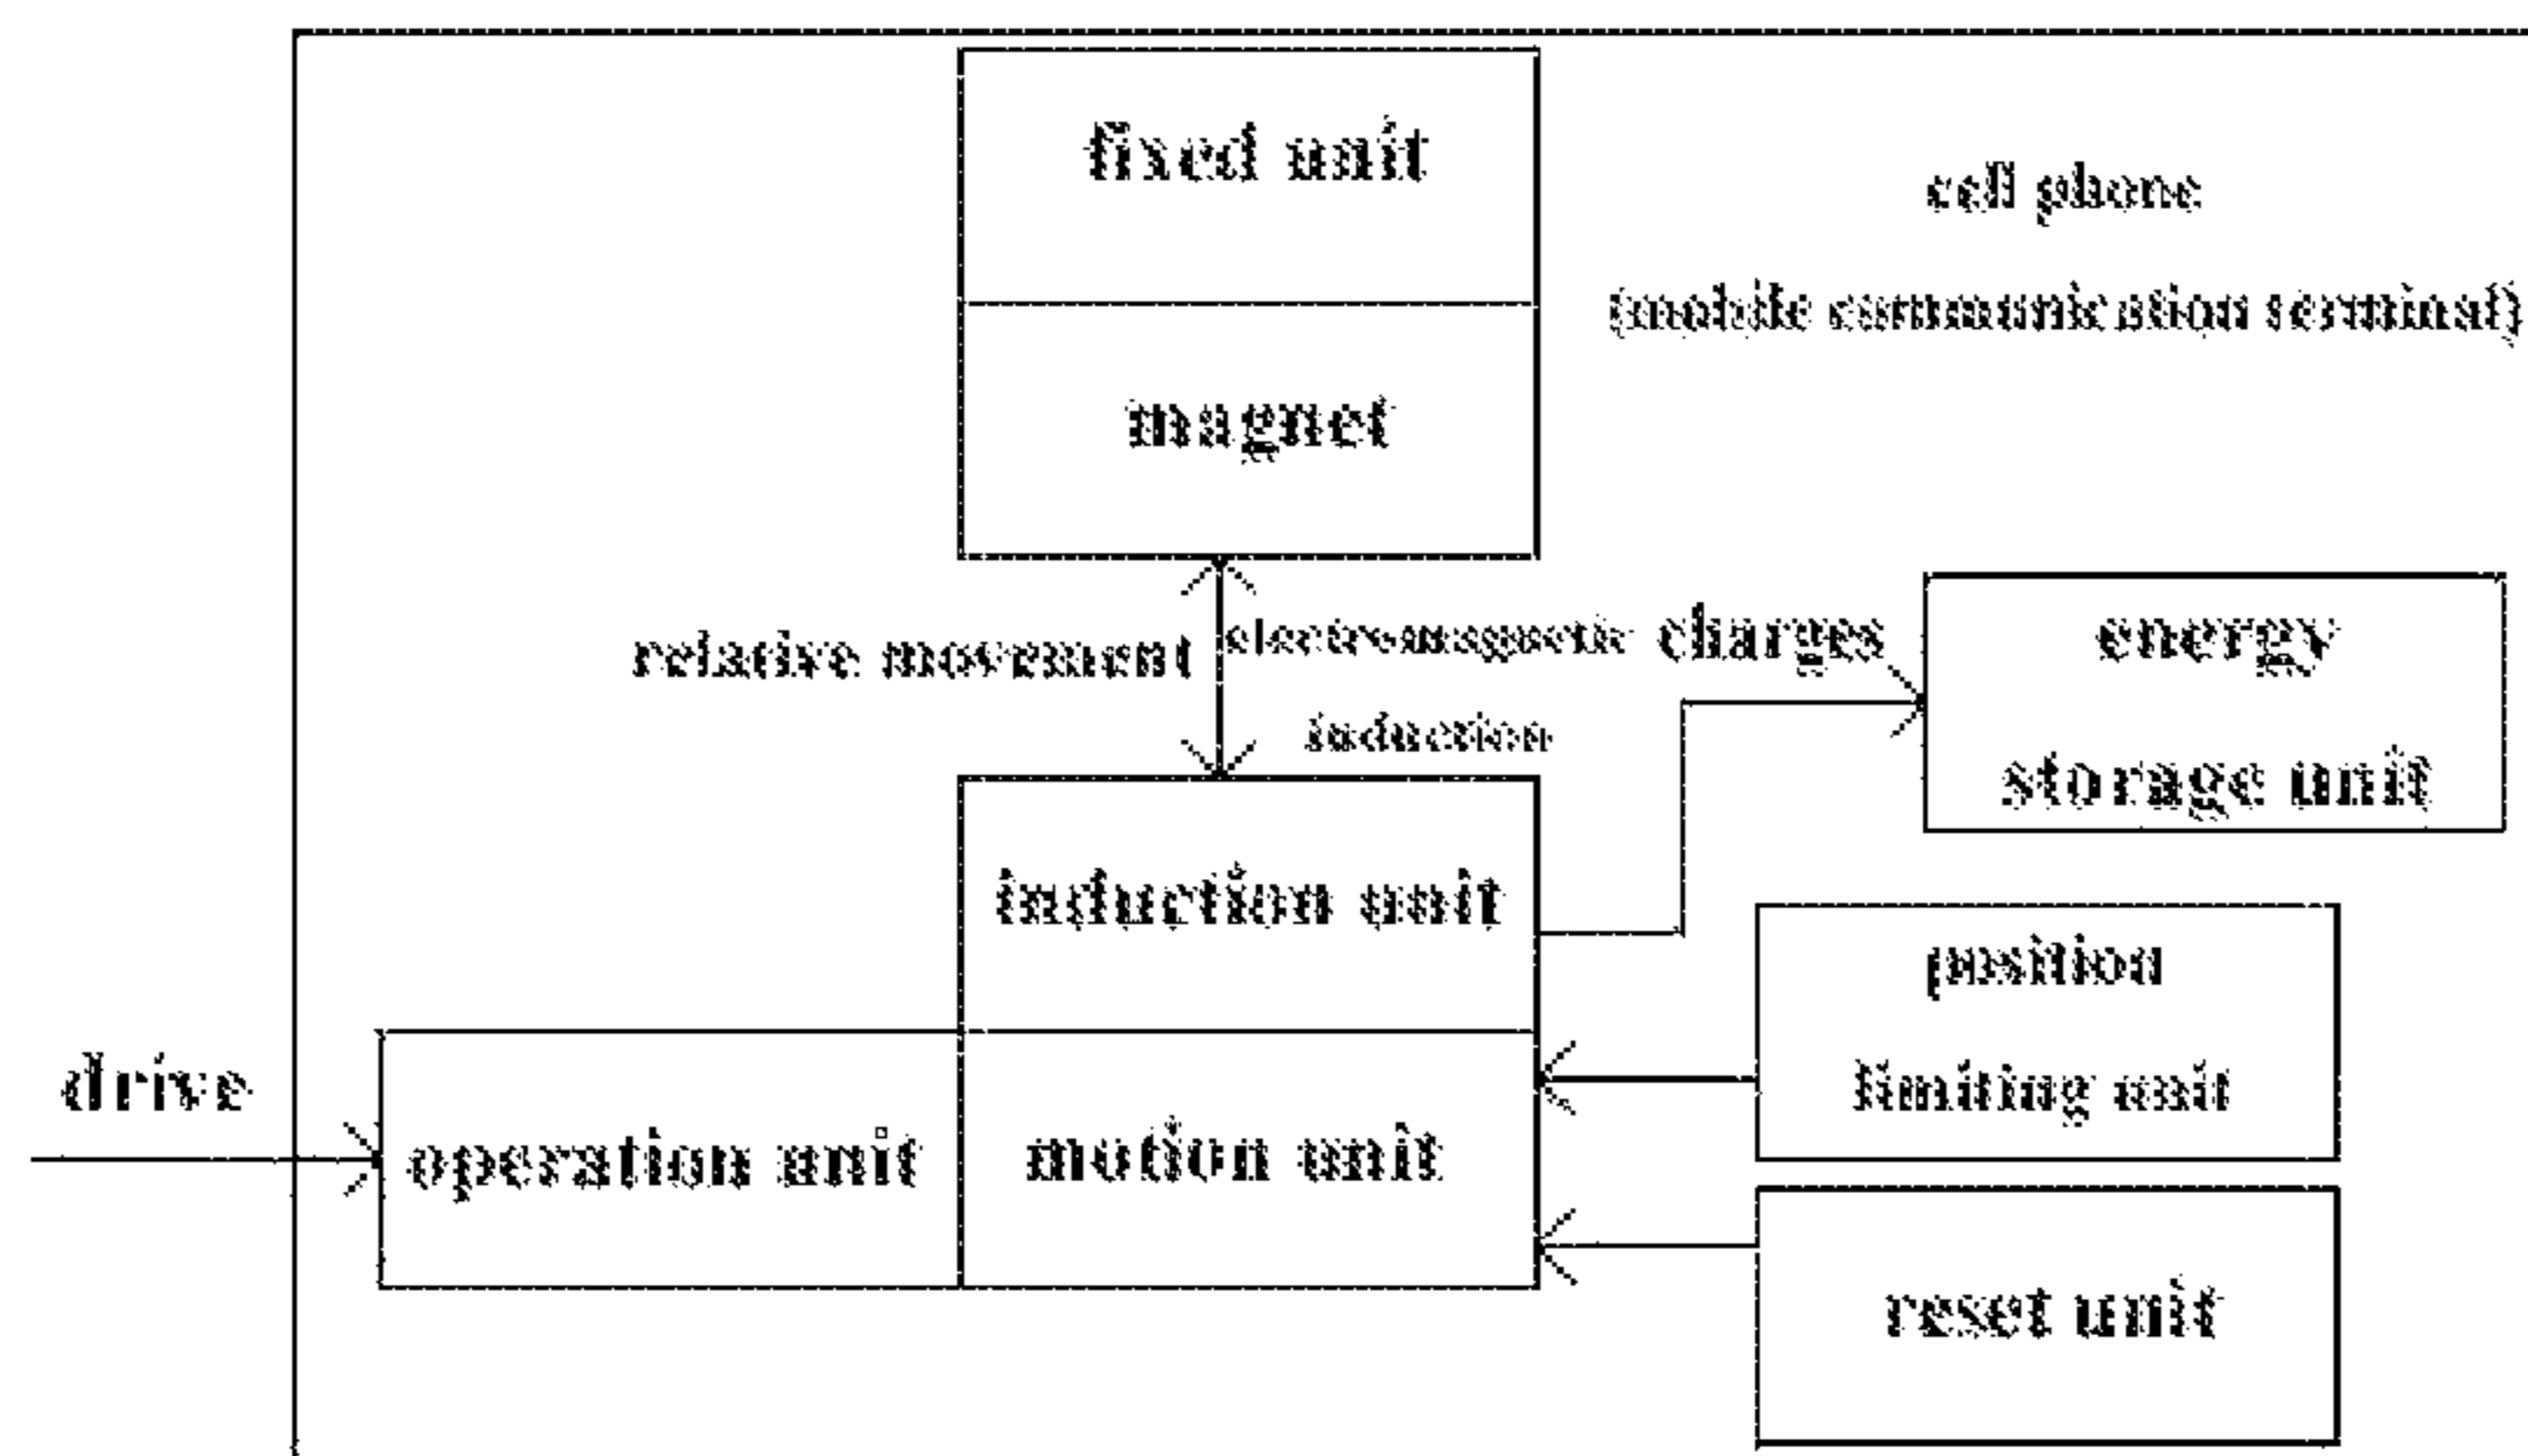 fixed unit
cell phone
(mobile communication terminal)
magnet
relative movement
electromagnetic
induction
charges
energy
storage unit
induction unit
position
limiting unit
drive
operation unit
motion unit
reset unit